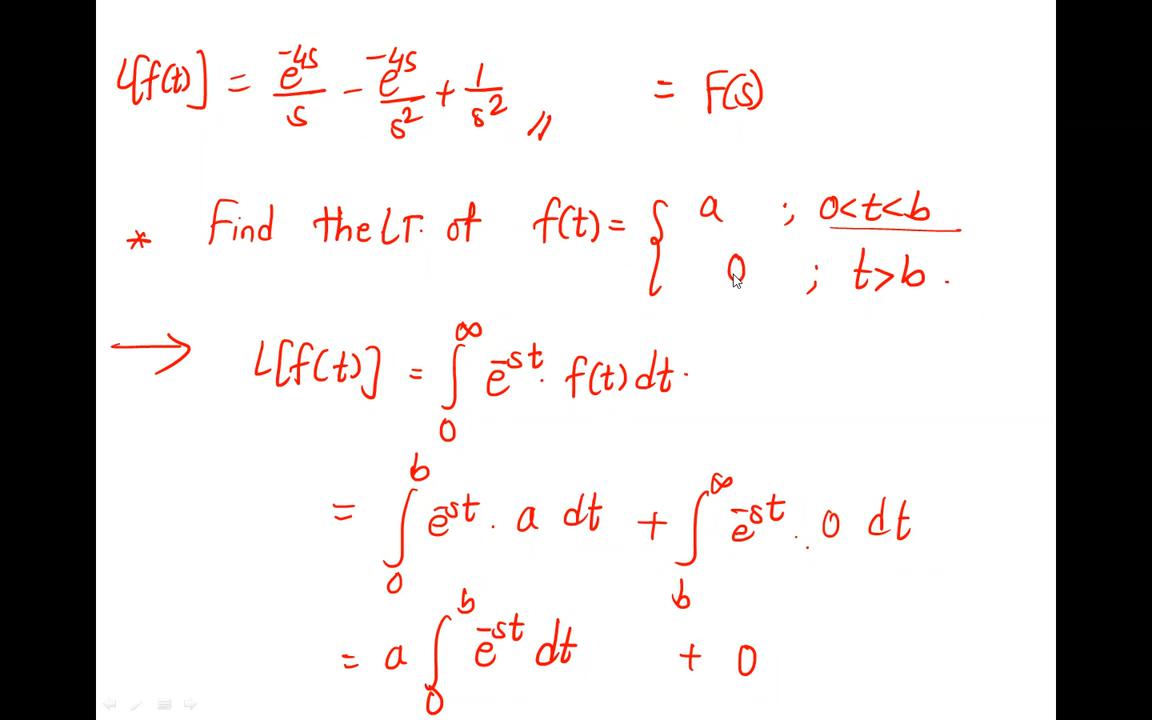 L[f(t)] = e^-4s/s - e^-4s/s^2 + 1/s^2 // = F(s)
* Find the LT. of f(t) = { a ; 0<t<b
0 ; t>b .
→ L[f(t)] = ∫_0^∞ e^-st . f(t) dt .
= ∫_0^b e^-st . a dt + ∫_b^∞ e^-st . 0 dt
= a ∫_0^b e^-st dt + 0